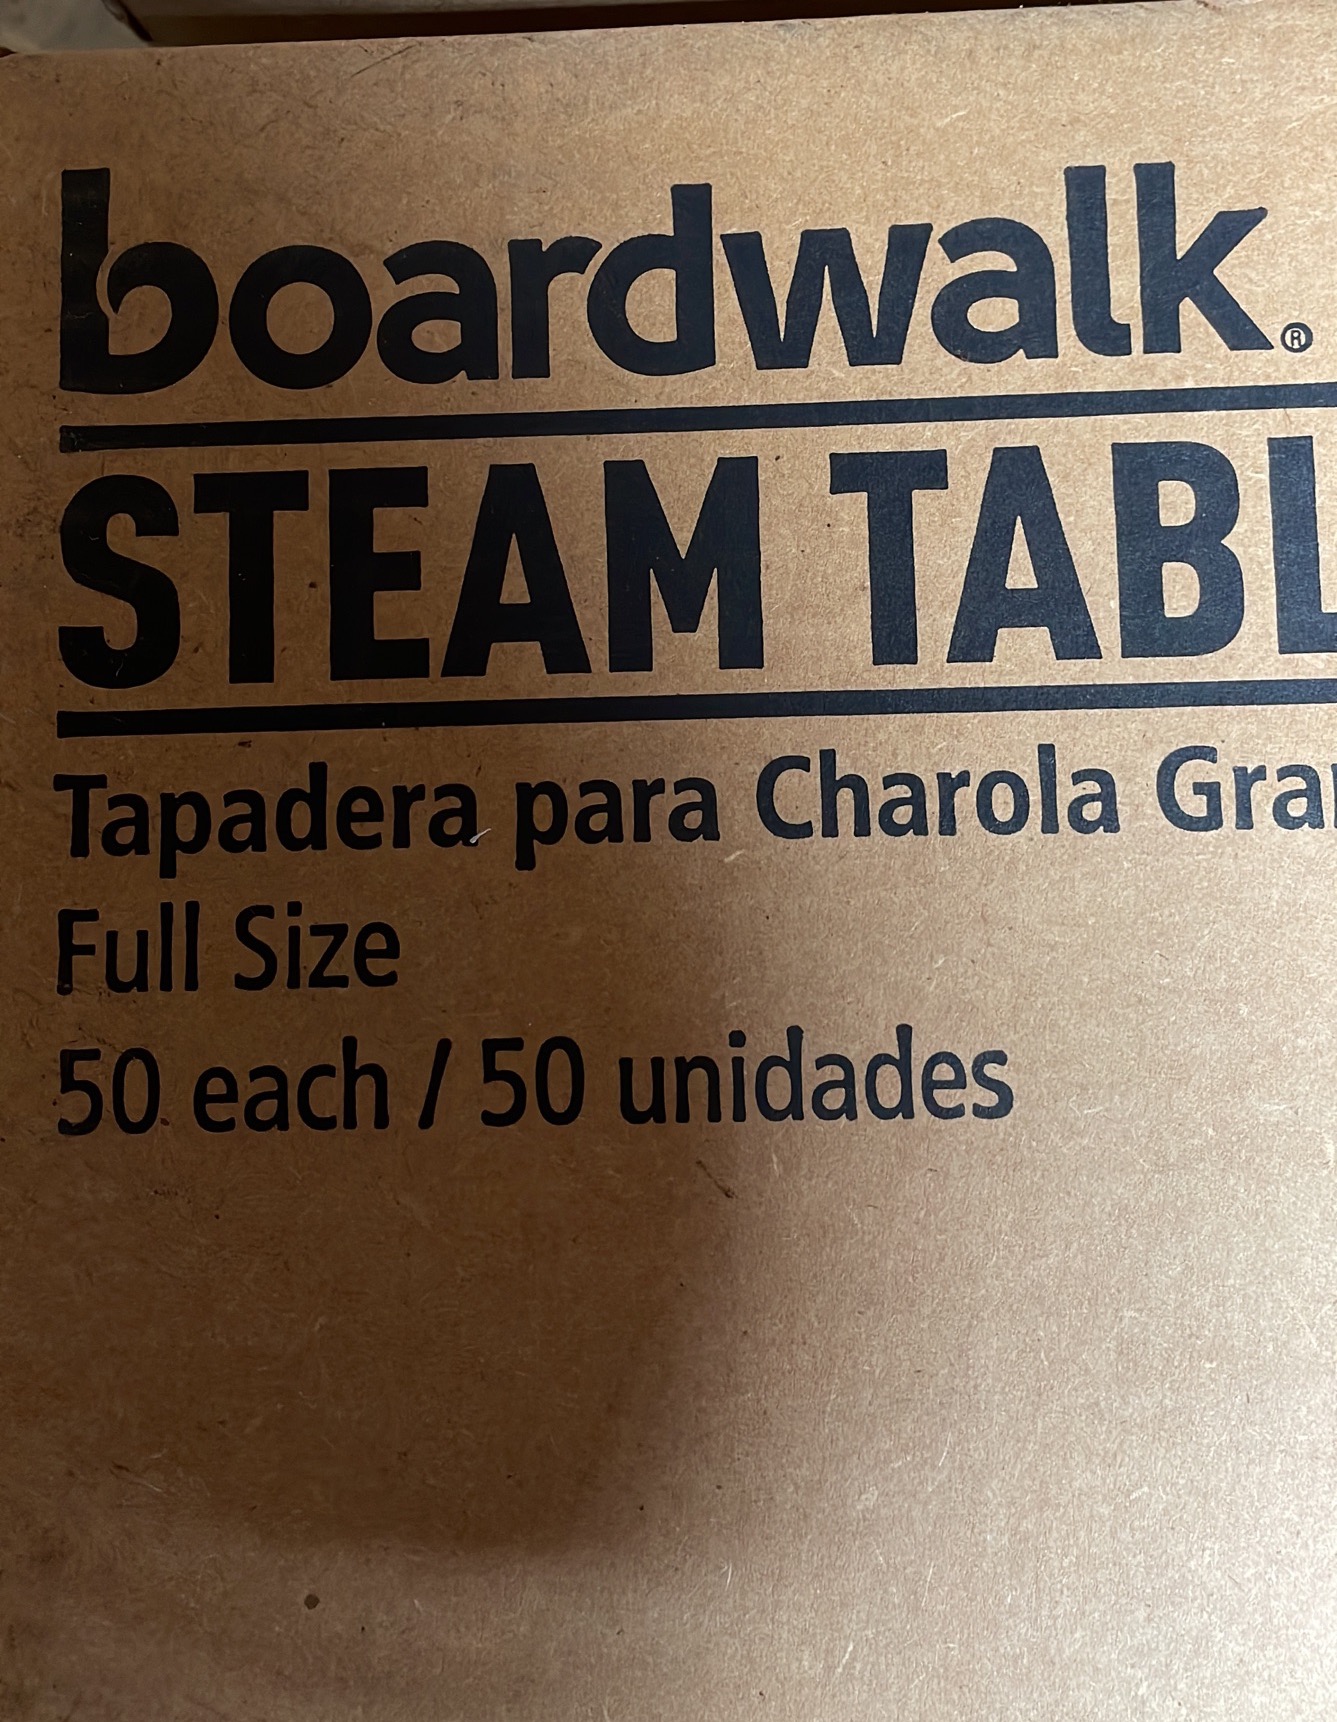 boardwalk®
STEAM TABL
Tapadera para Charola Gra
Full Size
50 each / 50 unidades